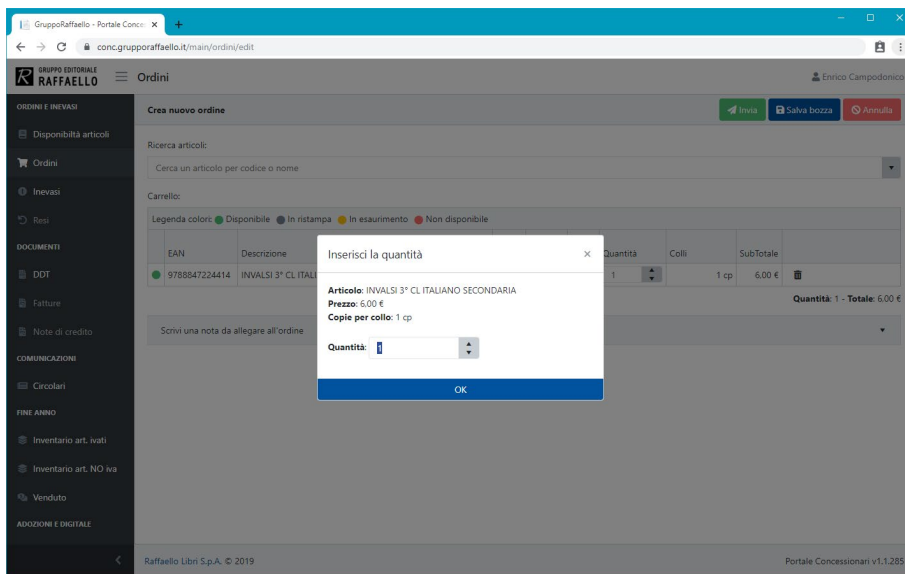 GruppoRaffaello - Portale Conce
conc.grupporaffaello.it/main/ordini/edit
GRUPPO EDITORIALE
RAFFAELLO
Ordini
Enrico Campodonico
ORDINI E INEVASI
Disponibiltà articoli
Ordini
Inevasi
Resi
DOCUMENTI
DDT
Fatture
Note di credito
COMUNICAZIONI
Circolari
FINE ANNO
Inventario art. ivati
Inventario art. NO iva
Venduto
ADOZIONI E DIGITALE
Crea nuovo ordine
Invia
Salva bozza
Annulla
Ricerca articoli:
Cerca un articolo per codice o nome
Carrello:
Legenda colori: Disponibile In ristampa In esaurimento Non disponibile
EAN Descrizione Quantità Colli SubTotale
9788847224414 INVALSI 3° CL ITALI 1 1 cp 6,00 €
Quantità: 1 - Totale: 6,00 €
Scrivi una nota da allegare all'ordine
Inserisci la quantità ×
Articolo: INVALSI 3° CL ITALIANO SECONDARIA
Prezzo: 6,00 €
Copie per collo: 1 cp
Quantità: 1
OK
Raffaello Libri S.p.A. © 2019
Portale Concessionari v1.1.285